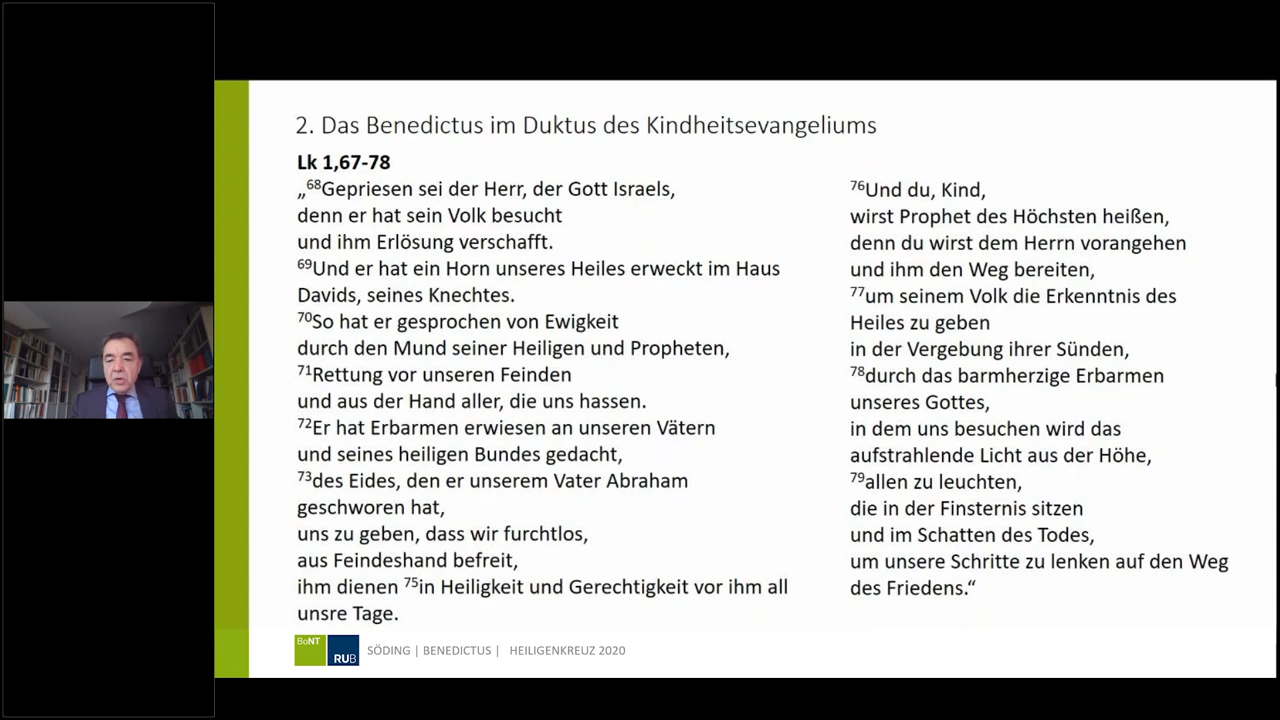 2. Das Benedictus im Duktus des Kindheitsevangeliums
Lk 1,67-78
„⁶⁸Gepriesen sei der Herr, der Gott Israels,
denn er hat sein Volk besucht
und ihm Erlösung verschafft.
⁶⁹Und er hat ein Horn unseres Heiles erweckt im Haus
Davids, seines Knechtes.
⁷⁰So hat er gesprochen von Ewigkeit
durch den Mund seiner Heiligen und Propheten,
⁷¹Rettung vor unseren Feinden
und aus der Hand aller, die uns hassen.
⁷²Er hat Erbarmen erwiesen an unseren Vätern
und seines heiligen Bundes gedacht,
⁷³des Eides, den er unserem Vater Abraham
geschworen hat,
uns zu geben, dass wir furchtlos,
aus Feindeshand befreit,
ihm dienen ⁷⁵in Heiligkeit und Gerechtigkeit vor ihm all
unsre Tage.
⁷⁶Und du, Kind,
wirst Prophet des Höchsten heißen,
denn du wirst dem Herrn vorangehen
und ihm den Weg bereiten,
⁷⁷um seinem Volk die Erkenntnis des
Heiles zu geben
in der Vergebung ihrer Sünden,
⁷⁸durch das barmherzige Erbarmen
unseres Gottes,
in dem uns besuchen wird das
aufstrahlende Licht aus der Höhe,
⁷⁹allen zu leuchten,
die in der Finsternis sitzen
und im Schatten des Todes,
um unsere Schritte zu lenken auf den Weg
des Friedens.“
BoNT
RUB
SÖDING | BENEDICTUS | HEILIGENKREUZ 2020